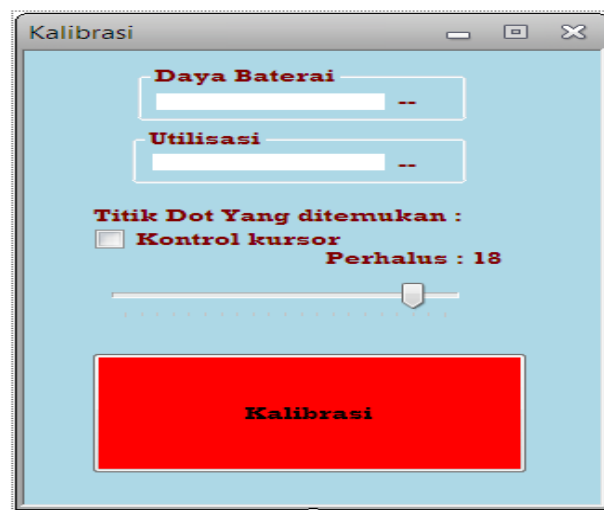 Kalibrasi
Daya Baterai
--
Utilisasi
--
Titik Dot Yang ditemukan :
Kontrol kursor
Perhalus : 18
Kalibrasi